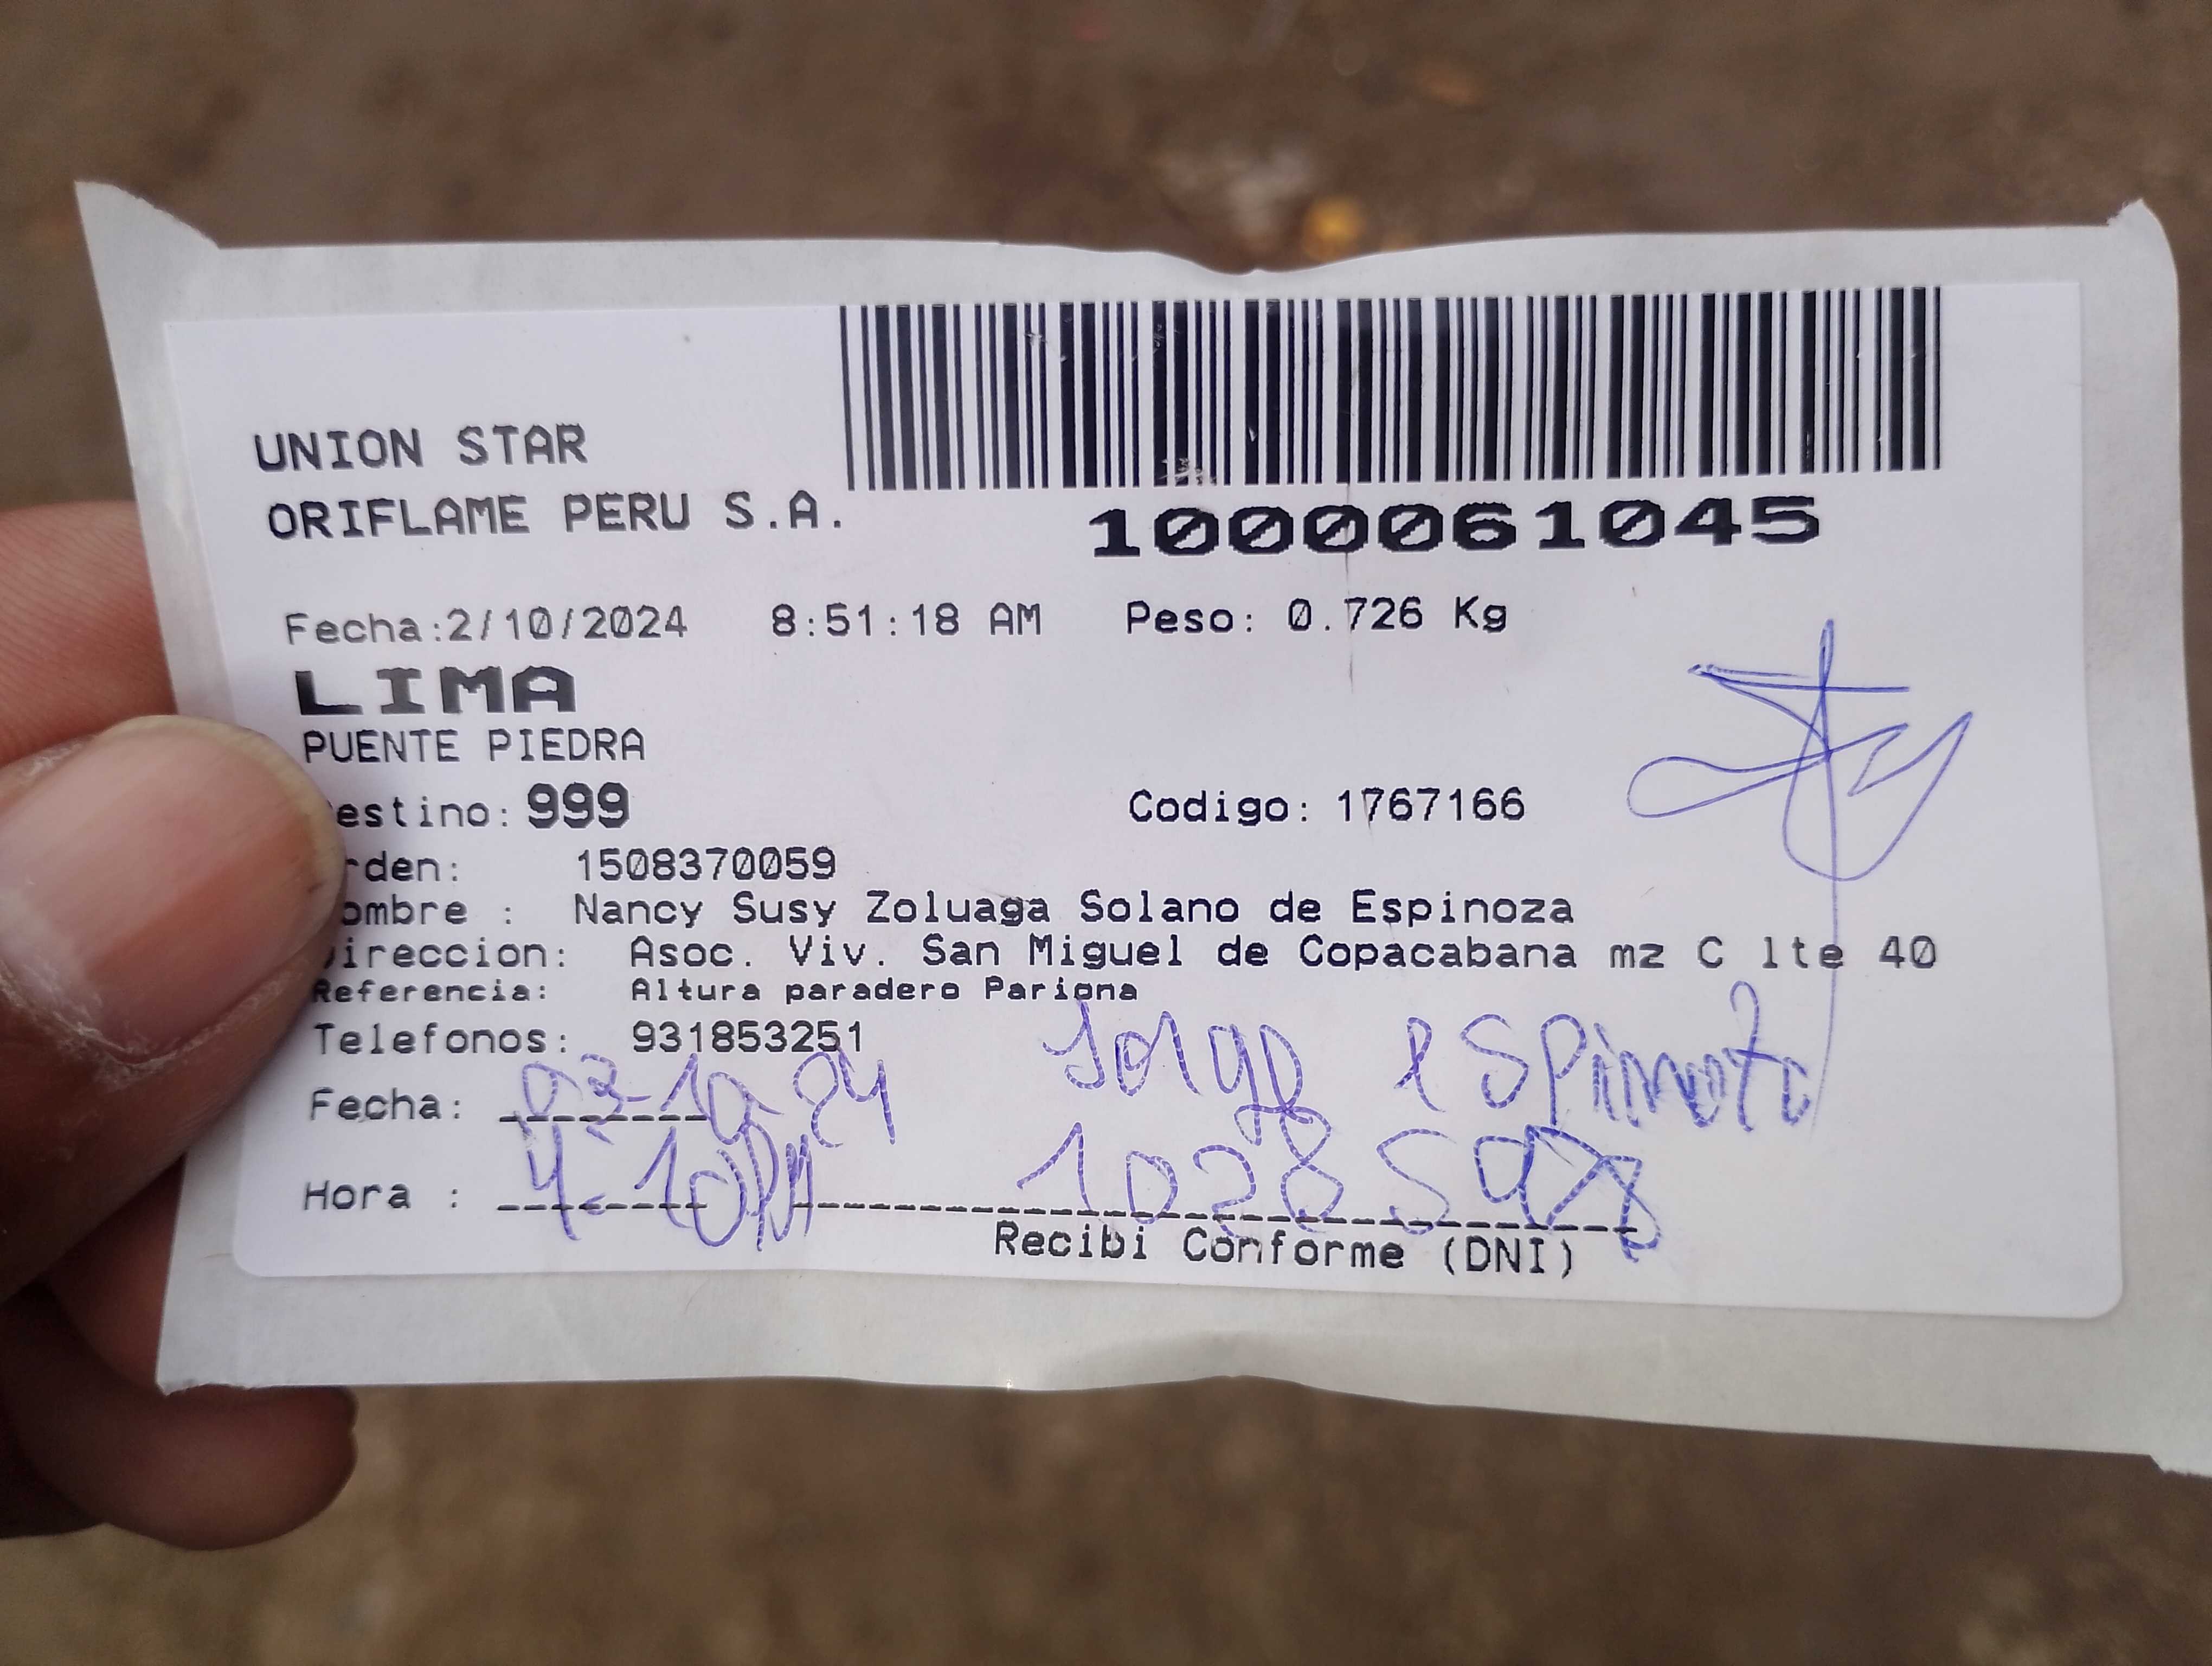 UNION STAR
ORIFLAME PERU S.A.
1000061045
Fecha:2/10/2024 8:51:18 AM Peso: 0.726 Kg
LIMA
PUENTE PIEDRA
estino: 999 Codigo: 1767166
rden: 1508370059
ombre : Nancy Susy Zoluaga Solano de Espinoza
ireccion: Asoc. Viv. San Miguel de Copacabana mz C lte 40
Referencia: Altura paradero Pariona
Telefonos: 931853251
Jorge espinoza
Fecha: 03-10-24
Hora : 4:10PM
Recibi Conforme (DNI)